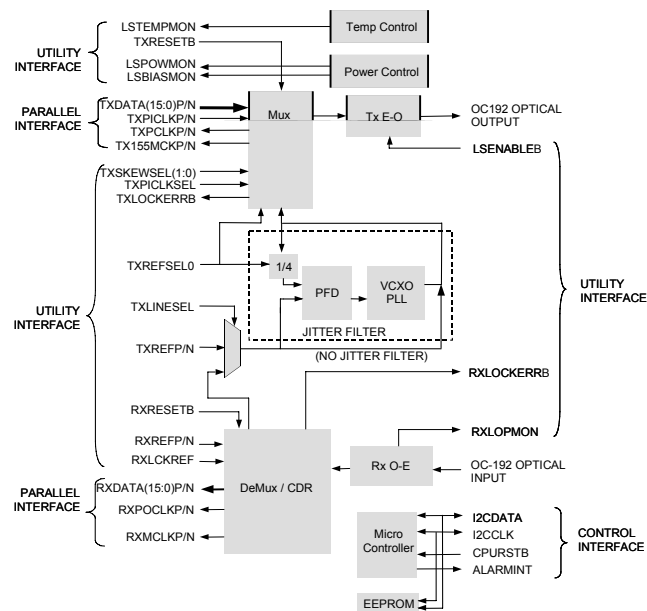 LSTEMPMON
Temp Control
TXRESETB
UTILITY
INTERFACE
LSPOWMON
LSBIASMON
Power Control
PARALLEL
INTERFACE
TXDATA(15:0)P/N
TXPICLKP/N
TXPCLKP/N
TX155MCKP/N
Mux
Tx E-O
OC192 OPTICAL
OUTPUT
LSENABLEB
TXSKEWSEL(1:0)
TXPICLKSEL
TXLOCKERRB
TXREFSEL0
1/4
PFD
VCXO
PLL
JITTER FILTER
UTILITY
INTERFACE
UTILITY
INTERFACE
TXLINESEL
TXREFP/N
(NO JITTER FILTER)
RXLOCKERRB
RXRESETB
RXLOPMON
RXREFP/N
RXLCKREF
DeMux / CDR
Rx O-E
OC-192 OPTICAL
INPUT
PARALLEL
INTERFACE
RXDATA(15:0)P/N
RXPOCLKP/N
RXMCLKP/N
Micro
Controller
I2CDATA
I2CCLK
CPURSTB
ALARMINT
CONTROL
INTERFACE
EEPROM